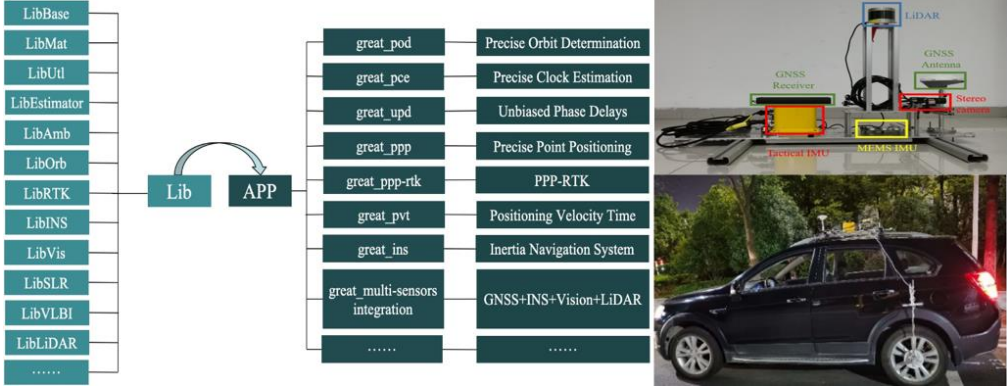 LibBase
LibMat
LibUtl
LibEstimator
LibAmb
LibOrb
LibRTK
LibINS
LibVis
LibSLR
LibVLBI
LibLiDAR
......
Lib
APP
great_pod
Precise Orbit Determination
great_pce
Precise Clock Estimation
great_upd
Unbiased Phase Delays
great_ppp
Precise Point Positioning
great_ppp-rtk
PPP-RTK
great_pvt
Positioning Velocity Time
great_ins
Inertia Navigation System
great_multi-sensors
integration
GNSS+INS+Vision+LiDAR
......
......
LiDAR
GNSS
Antenna
GNSS
Receiver
Stereo
camera
Tactical IMU
MEMS IMU